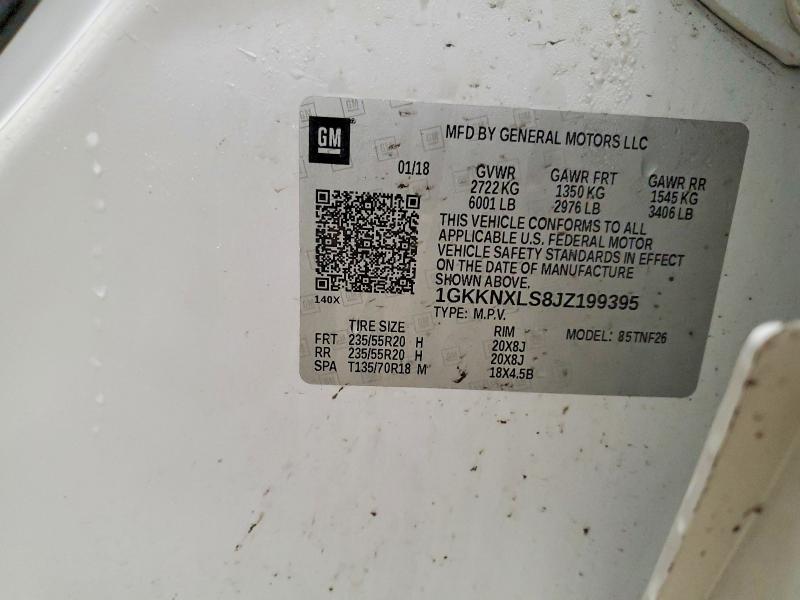 GM
MFD BY GENERAL MOTORS LLC
01/18 GVWR GAWR FRT GAWR RR
2722 KG 1350 KG 1545 KG
6001 LB 2976 LB 3406 LB
THIS VEHICLE CONFORMS TO ALL
APPLICABLE U.S. FEDERAL MOTOR
VEHICLE SAFETY STANDARDS IN EFFECT
ON THE DATE OF MANUFACTURE
SHOWN ABOVE.
140X 1GKKNXLS8JZ199395
TYPE: M.P.V.
TIRE SIZE RIM MODEL: 85TNF26
FRT 235/55R20 H 20X8J
RR 235/55R20 H 20X8J
SPA T135/70R18 M 18X4.5B